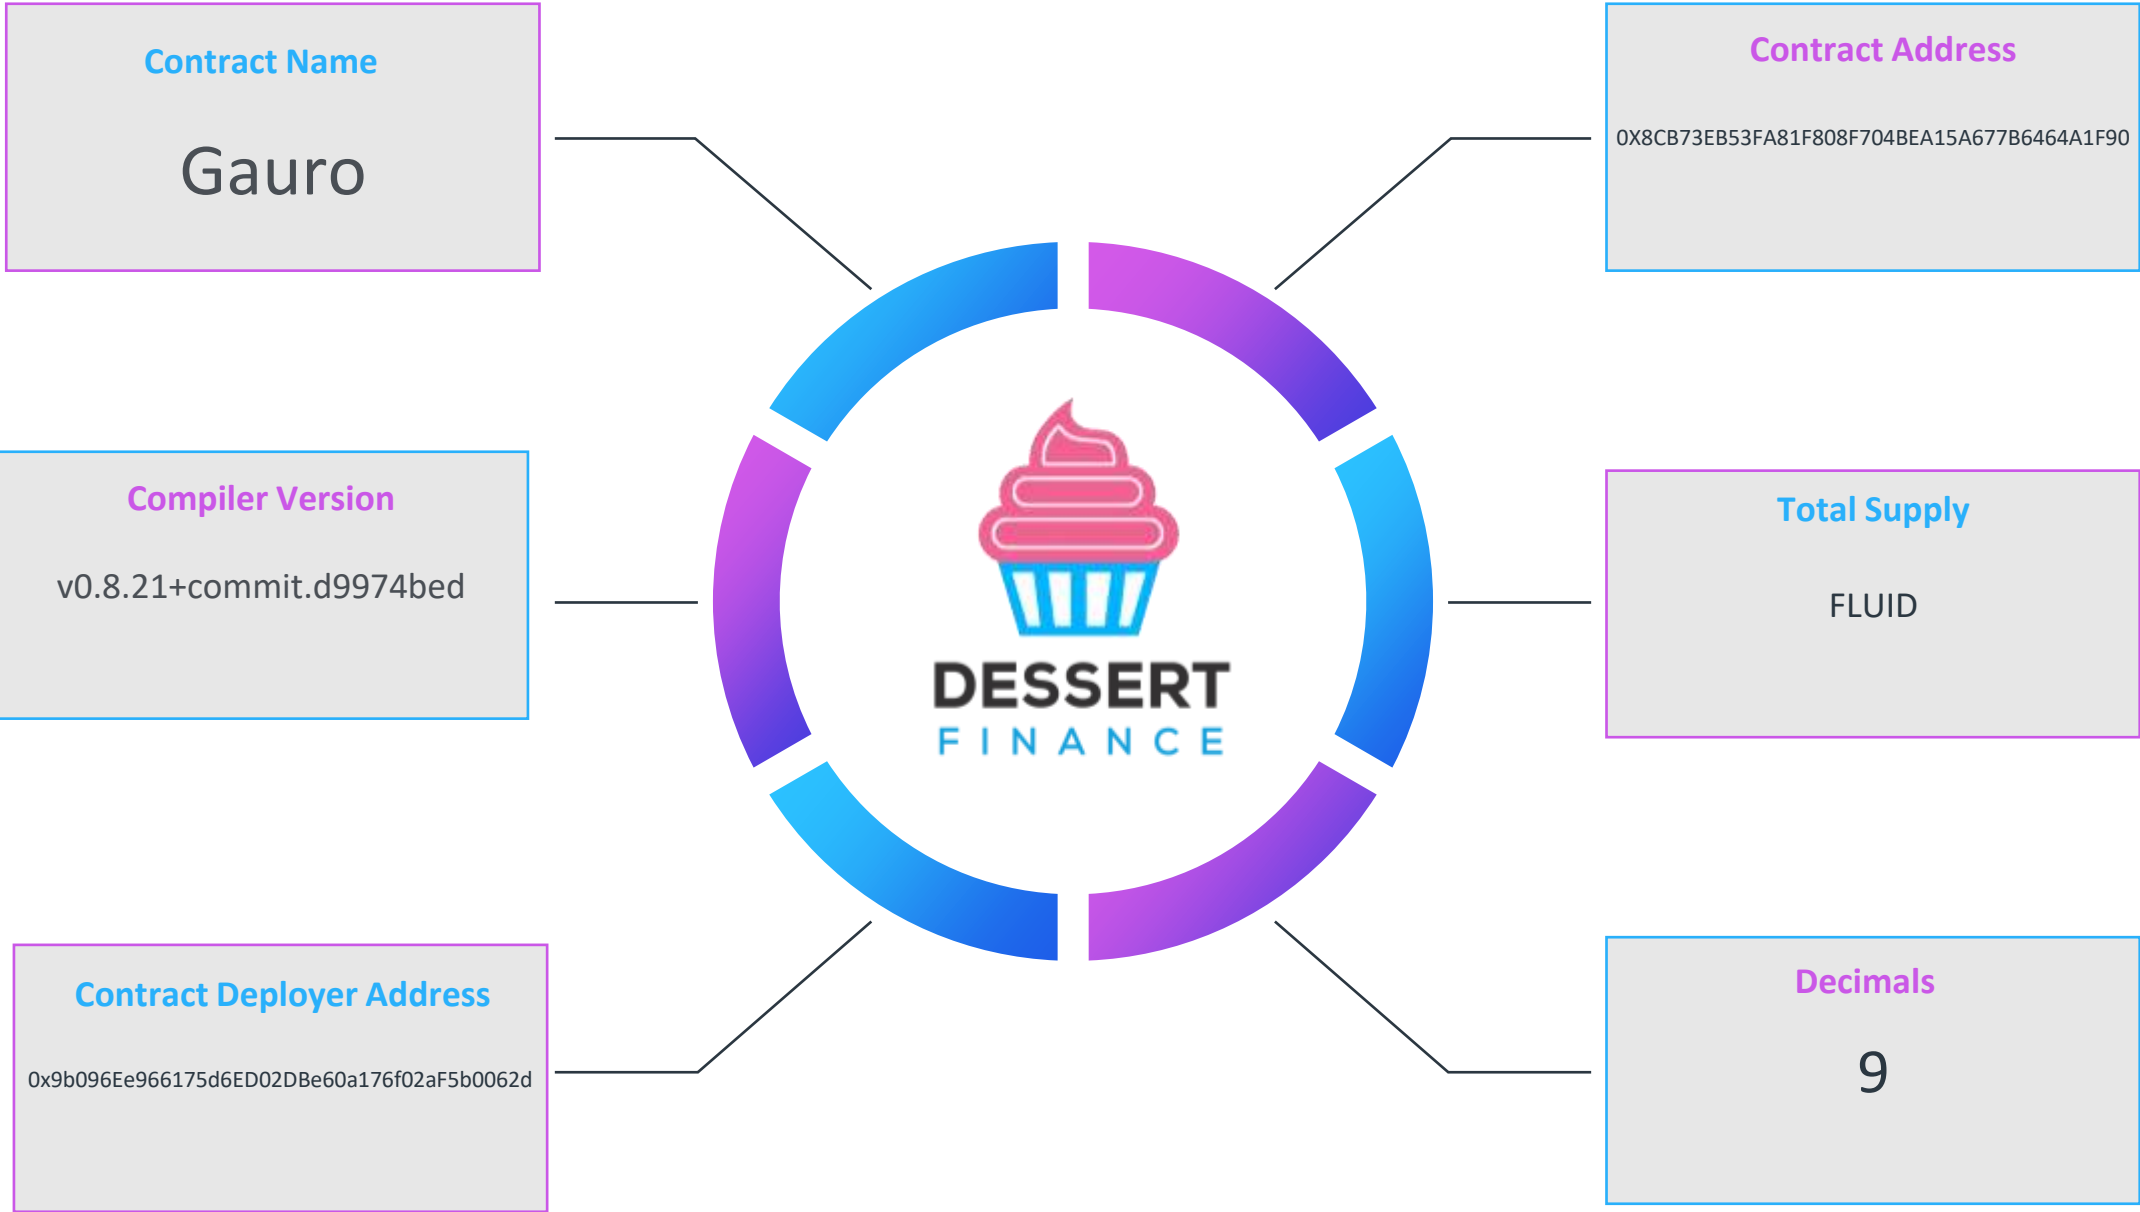 Contract Name
Gauro
Contract Address
0X8CB73EB53FA81F808F704BEA15A677B6464A1F90
Compiler Version
v0.8.21+commit.d9974bed
DESSERT
FINANCE
Total Supply
FLUID
Contract Deployer Address
0x9b096Ee966175d6ED02DBe60a176f02aF5b0062d
Decimals
9